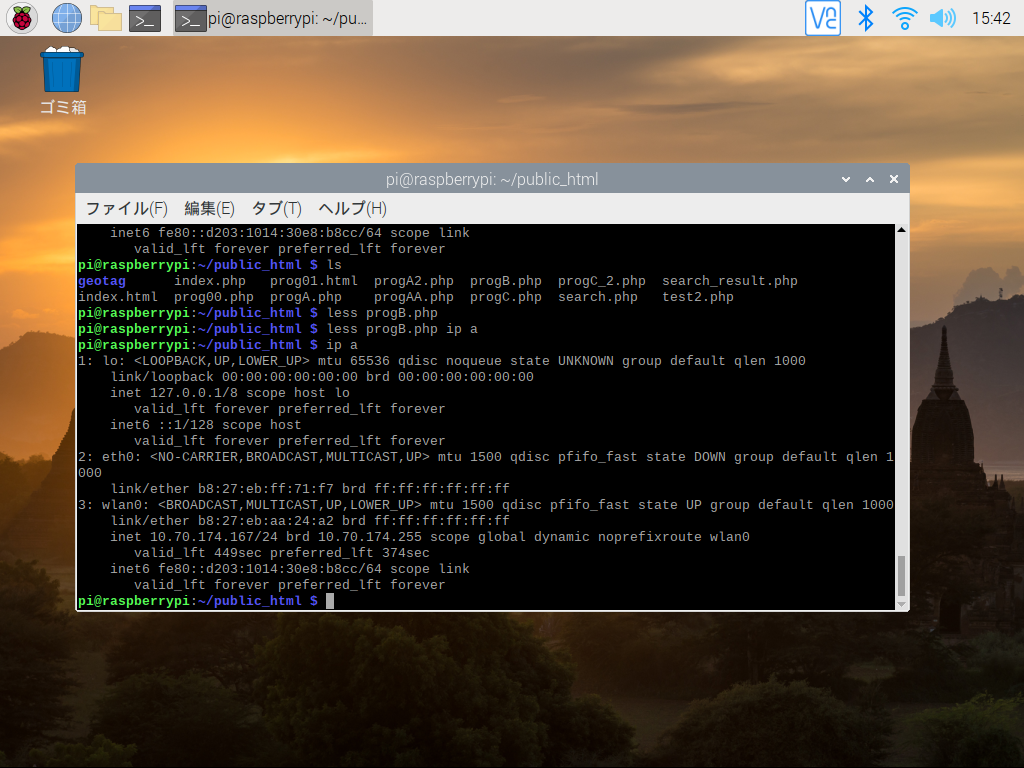 pi@raspberrypi: ~/pu...
15:42
ゴミ箱
pi@raspberrypi: ~/public_html
ファイル(F) 編集(E) タブ(T) ヘルプ(H)
inet6 fe80::d203:1014:30e8:b8cc/64 scope link
valid_lft forever preferred_lft forever
pi@raspberrypi:~/public_html $ ls
geotag index.php prog01.html progA2.php progB.php progC_2.php search_result.php
index.html prog00.php progA.php progAA.php progC.php search.php test2.php
pi@raspberrypi:~/public_html $ less progB.php
pi@raspberrypi:~/public_html $ less progB.php ip a
pi@raspberrypi:~/public_html $ ip a
1: lo: <LOOPBACK,UP,LOWER_UP> mtu 65536 qdisc noqueue state UNKNOWN group default qlen 1000
link/loopback 00:00:00:00:00:00 brd 00:00:00:00:00:00
inet 127.0.0.1/8 scope host lo
valid_lft forever preferred_lft forever
inet6 ::1/128 scope host
valid_lft forever preferred_lft forever
2: eth0: <NO-CARRIER,BROADCAST,MULTICAST,UP> mtu 1500 qdisc pfifo_fast state DOWN group default qlen 1
000
link/ether b8:27:eb:ff:71:f7 brd ff:ff:ff:ff:ff:ff
3: wlan0: <BROADCAST,MULTICAST,UP,LOWER_UP> mtu 1500 qdisc pfifo_fast state UP group default qlen 1000
link/ether b8:27:eb:aa:24:a2 brd ff:ff:ff:ff:ff:ff
inet 10.70.174.167/24 brd 10.70.174.255 scope global dynamic noprefixroute wlan0
valid_lft 449sec preferred_lft 374sec
inet6 fe80::d203:1014:30e8:b8cc/64 scope link
valid_lft forever preferred_lft forever
pi@raspberrypi:~/public_html $